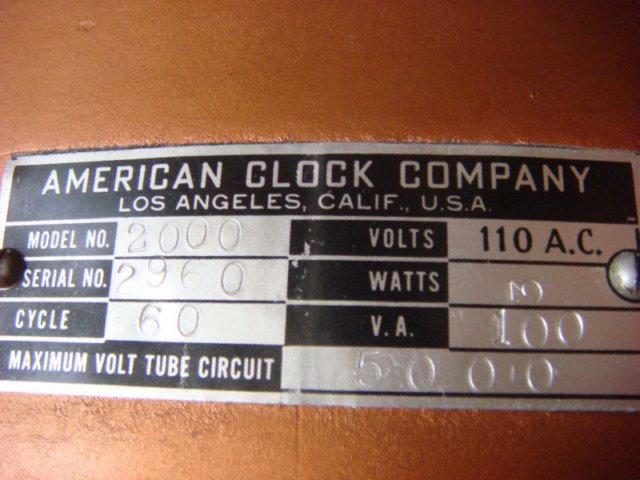 AMERICAN CLOCK COMPANY
LOS ANGELES, CALIF., U.S.A.
MODEL NO. 2000 VOLTS 110 A.C.
SERIAL NO. 2960 WATTS
CYCLE 60 V.A. 100
MAXIMUM VOLT TUBE CIRCUIT 5000